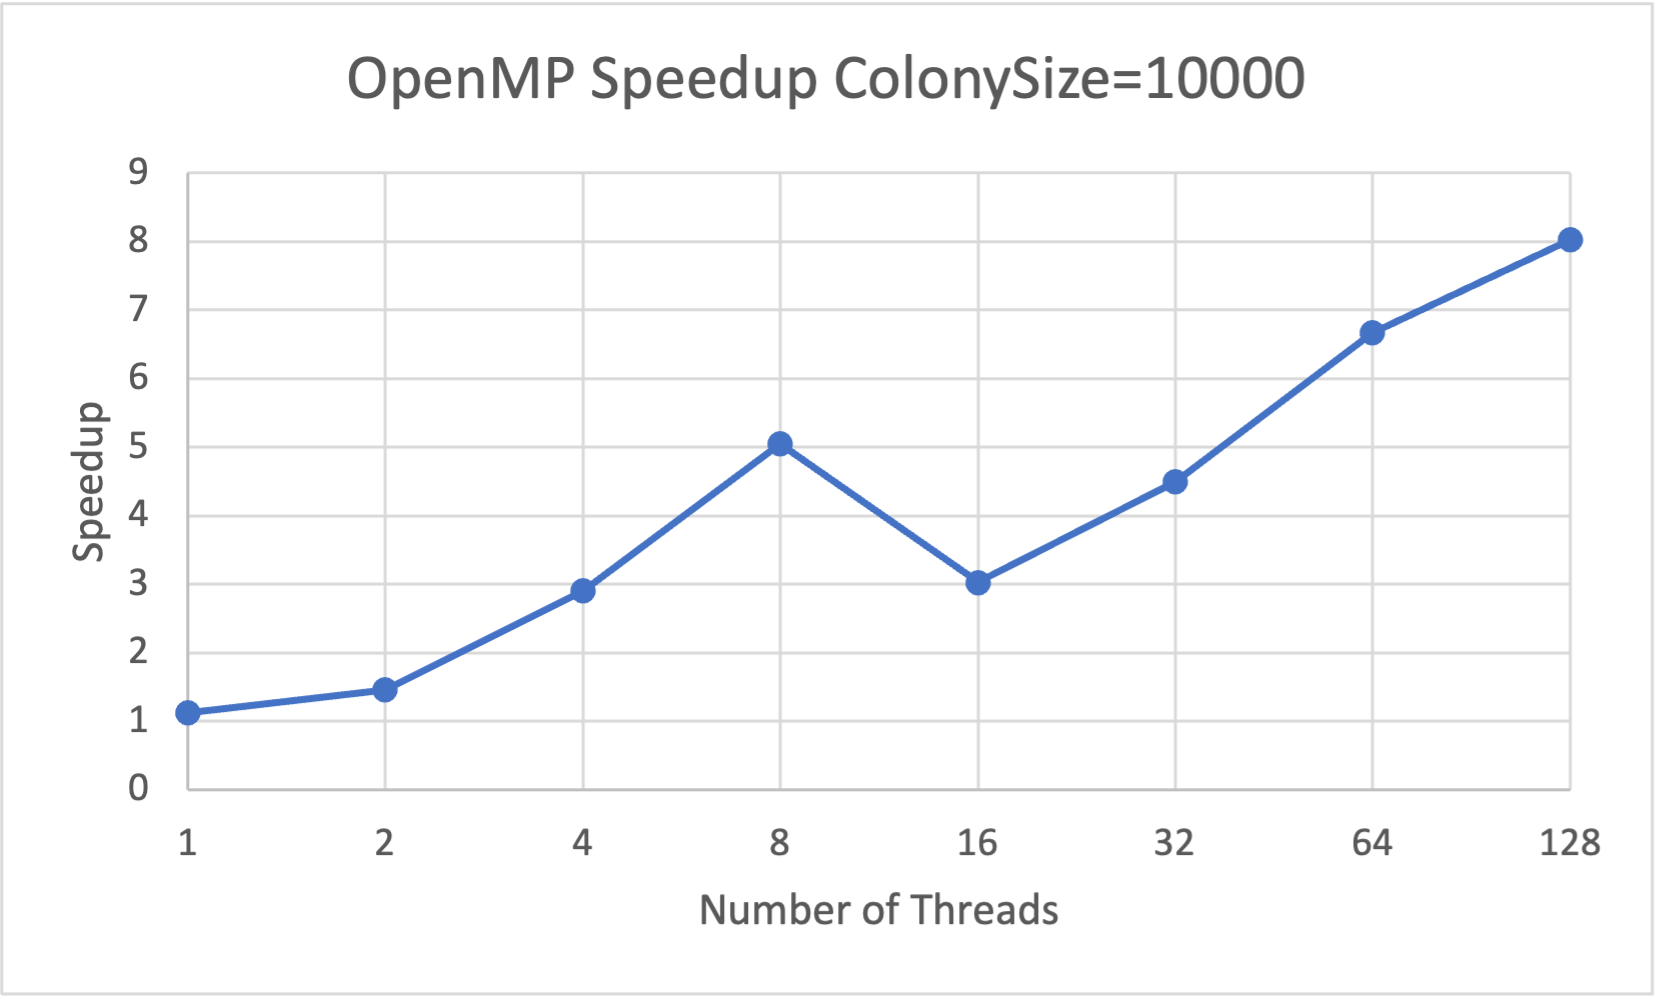 OpenMP Speedup ColonySize=10000
9
8
7
6
5
4
3
2
1
0
Speedup
1 2 4 8 16 32 64 128
Number of Threads